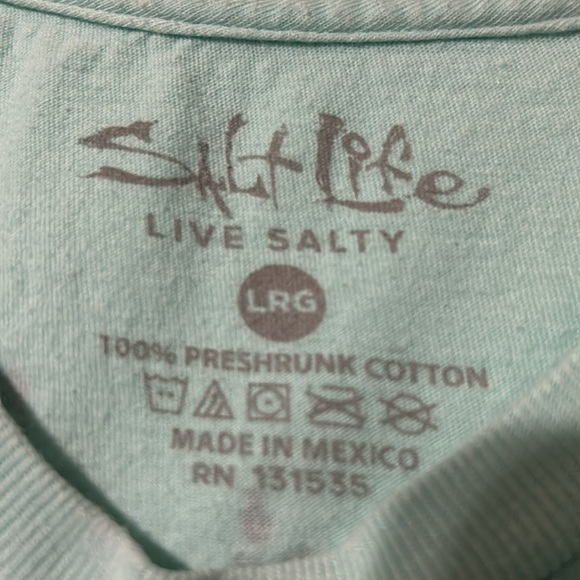 Salt Life
LIVE SALTY
LRG
100% PRESHRUNK COTTON
MADE IN MEXICO
RN 131535